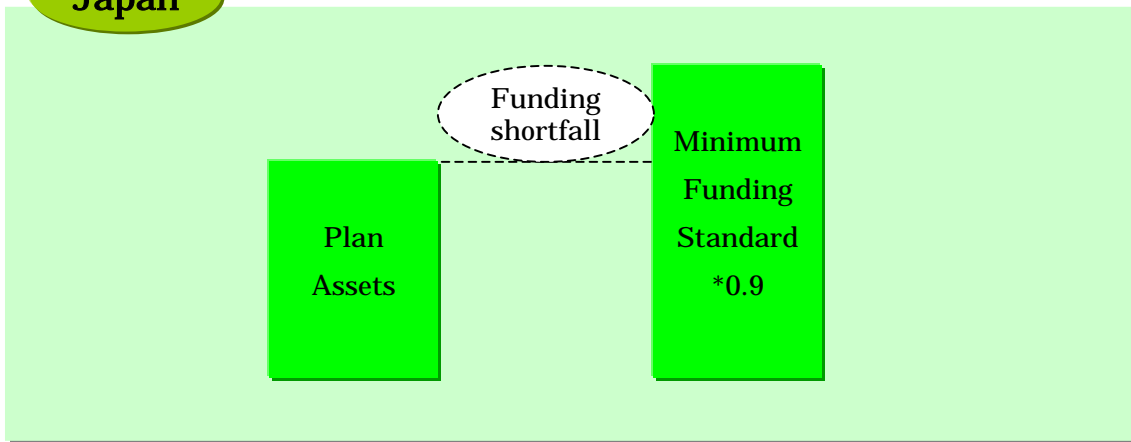 Japan
Funding
shortfall
Plan
Assets
Minimum
Funding
Standard
*0.9